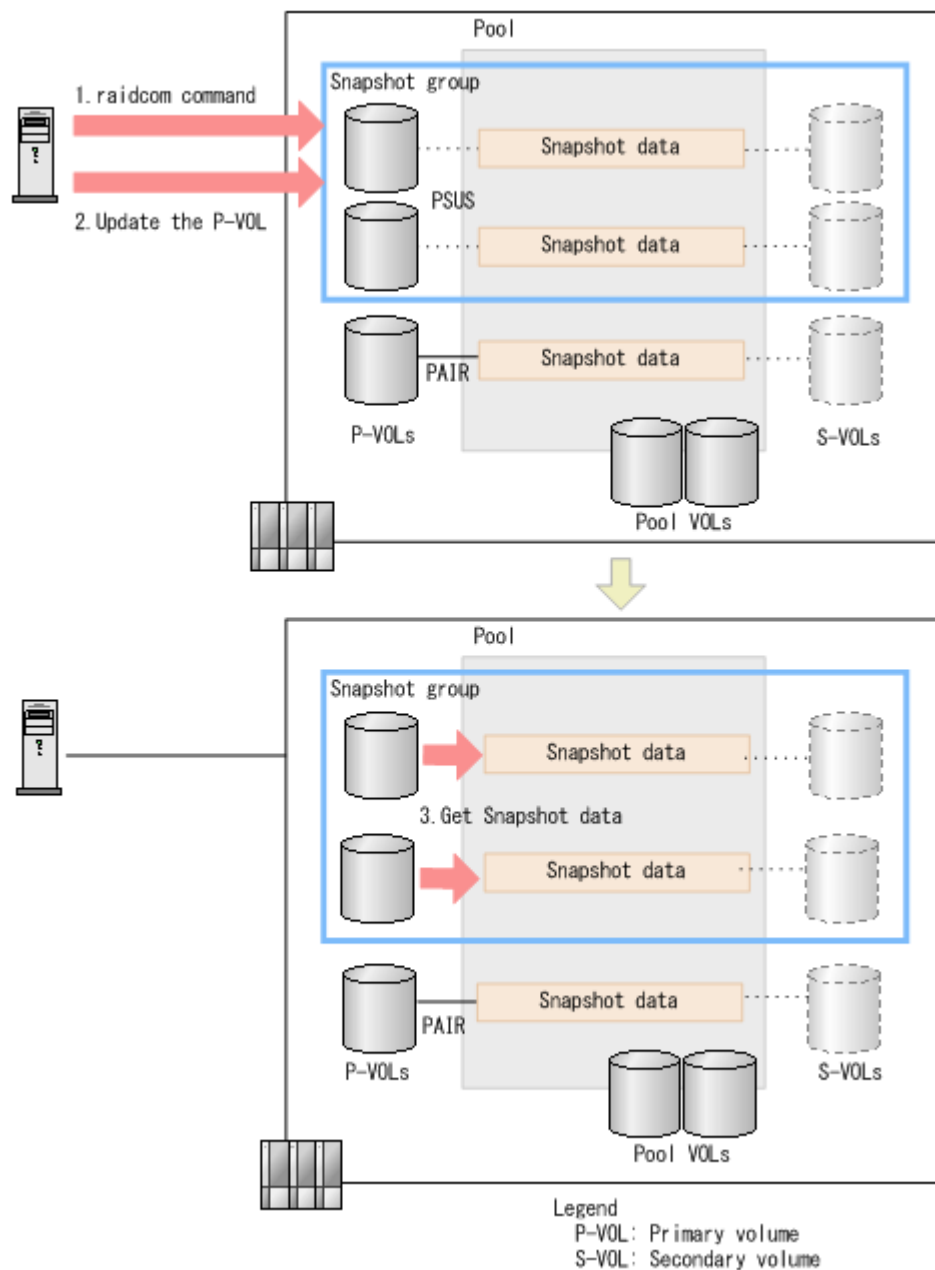 Pool
Snapshot group
1.raidcom command
Snapshot data
PSUS
2.Update the P-VOL
Snapshot data
Snapshot data
PAIR
P-VOLs
S-VOLs
Pool VOLs
Pool
Snapshot group
Snapshot data
3.Get Snapshot data
Snapshot data
Snapshot data
PAIR
P-VOLs
S-VOLs
Pool VOLs
Legend
P-VOL: Primary volume
S-VOL: Secondary volume